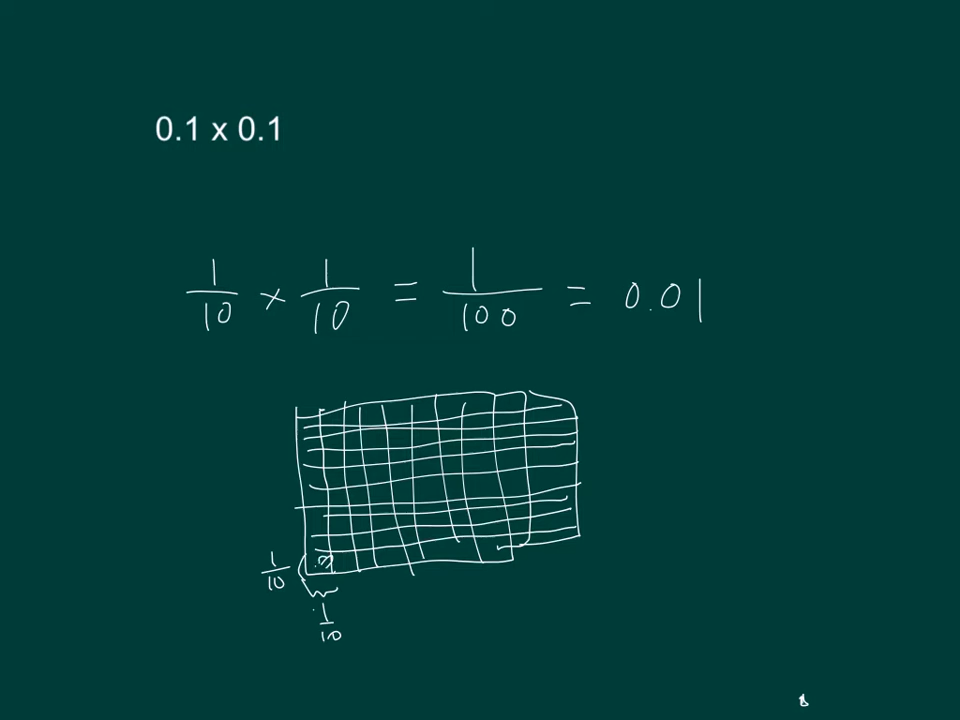 0.1 x 0.1
1/10 × 1/10 = 1/100 = 0.01
1/10
1/10